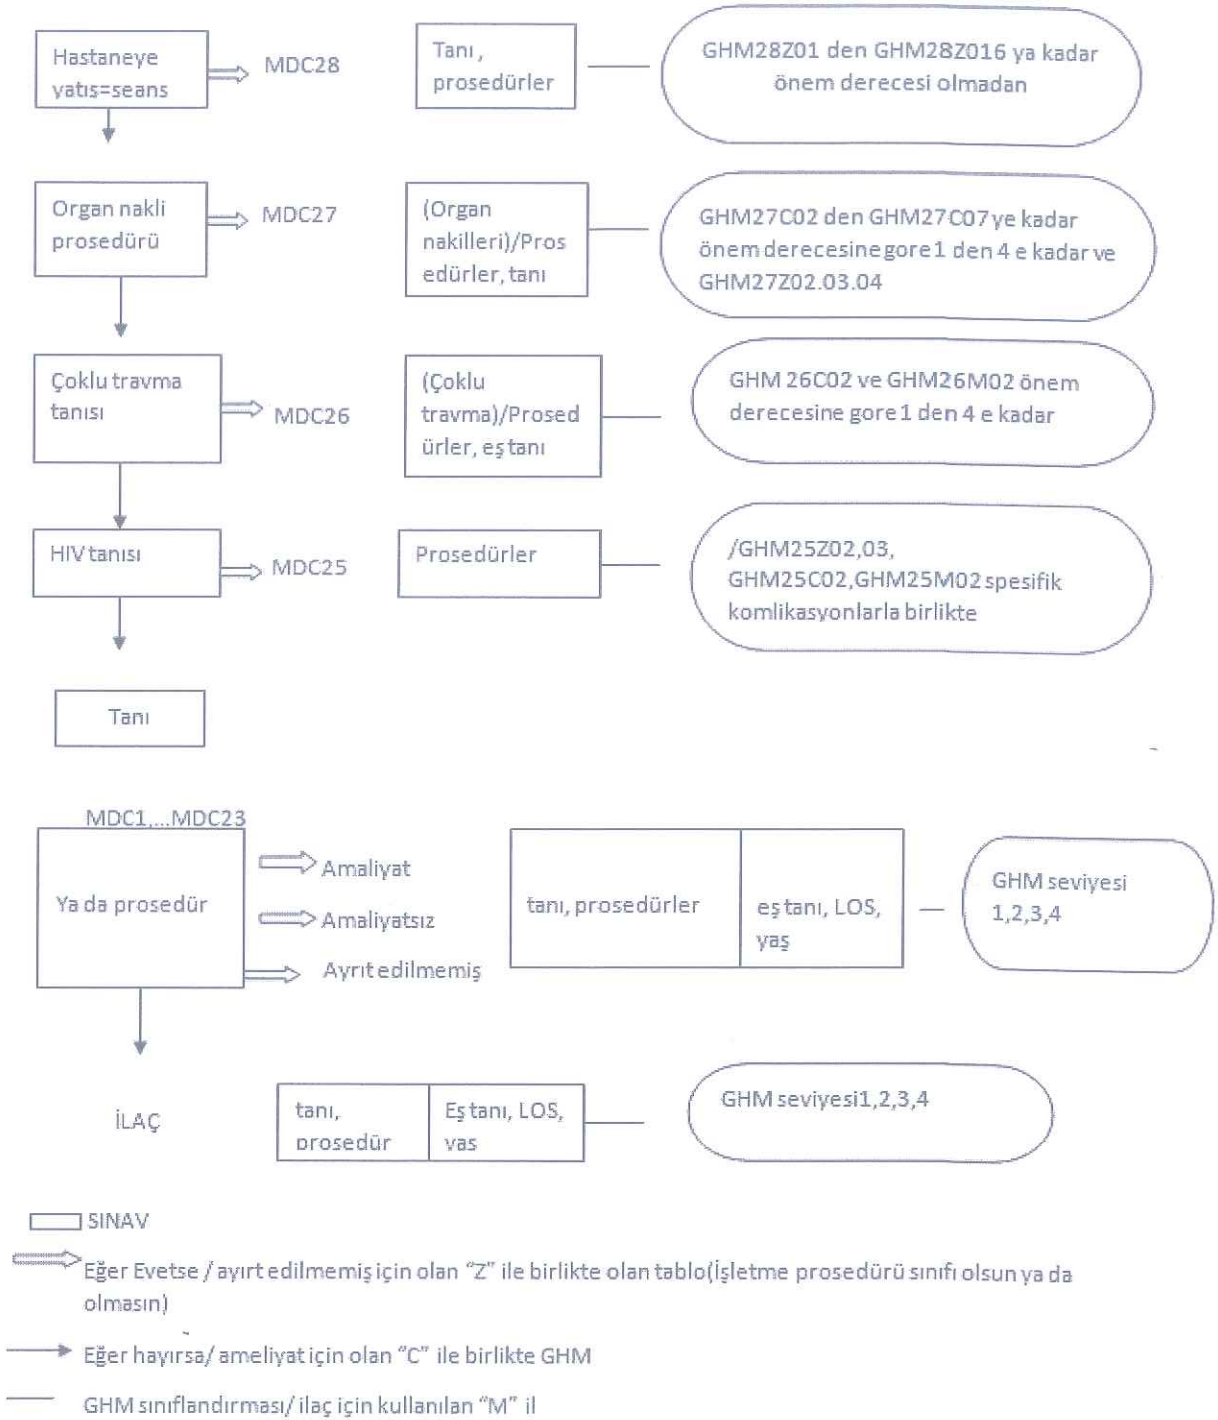 Hastaneye
yatıs=seans
MDC28
Tanı,
prosedürler
GHM28Z01 den GHM28Z016 ya kadar
önem derecesi olmadan
Organ nakli
prosedürü
MDC27
(Organ
nakilleri)/Pros
edürler, tanı
GHM27C02 den GHM27C07 ye kadar
önem derecesine gore 1 den 4 e kadar ve
GHM27Z02.03.04
Çoklu travma
tanısı
MDC26
(Çoklu
travma)/Prosed
ürler, eş tanı
GHM 26C02 ve GHM26M02 önem
derecesine gore 1 den 4 e kadar
HIV tanısı
MDC25
Prosedürler
/GHM25Z02,03,
GHM25C02,GHM25M02 spesifik
komlikasyonlarla birlikte
Tanı
MDC1,...MDC23
Ya da prosedür
Amaliyat
Amaliyatsız
Ayrıt edilmemiş
tanı, prosedürler
eş tanı, LOS,
yaş
GHM seviyesi
1,2,3,4
İLAÇ
tanı,
prosedür
Eş tanı, LOS,
yas
GHM seviyesi1,2,3,4
SINAV
Eğer Evetse / ayırt edilmemiş için olan "Z" ile birlikte olan tablo(İşletme prosedürü sınıfı olsun ya da
olmasın)
Eğer hayırsa/ ameliyat için olan "C" ile birlikte GHM
GHM sınıflandırması/ ilaç için kullanılan "M" il